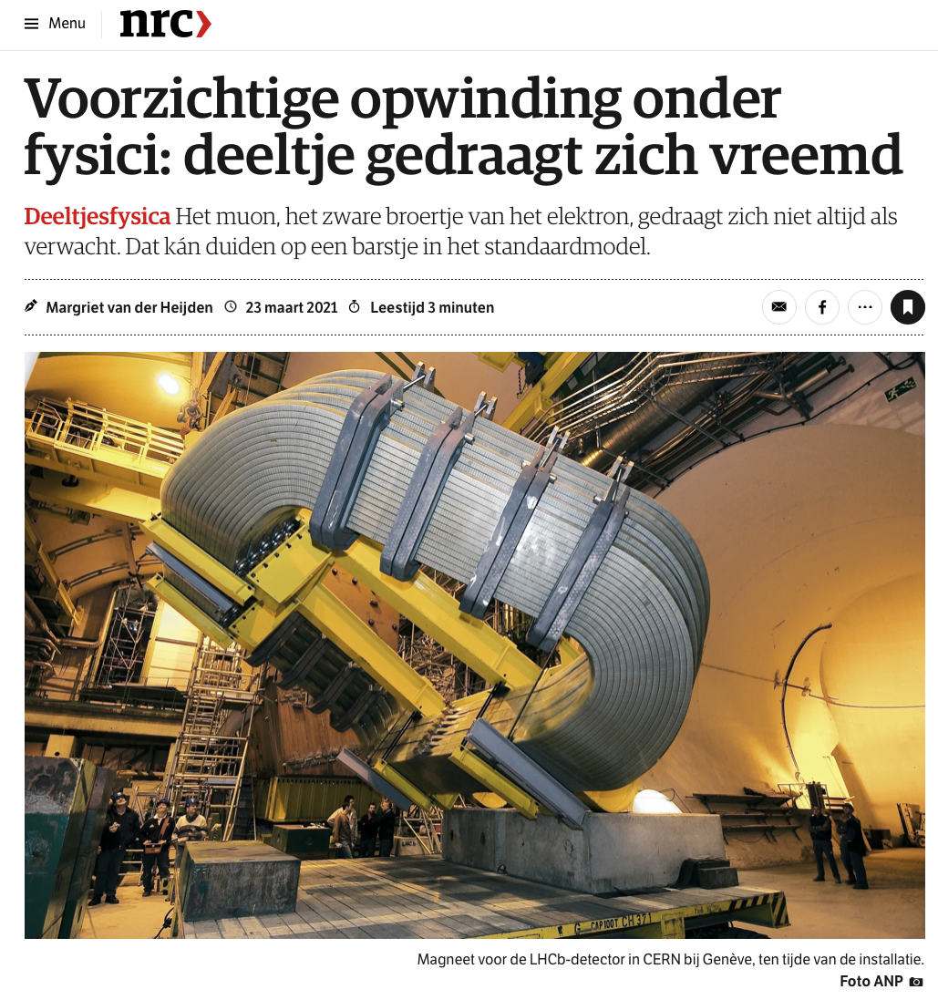 Menu
nrc
Voorzichtige opwinding onder
fysici: deeltje gedraagt zich vreemd
Deeltjesfysica Het muon, het zware broertje van het elektron, gedraagt zich niet altijd als
verwacht. Dat kán duiden op een barstje in het standaardmodel.
Margriet van der Heijden 23 maart 2021 Leestijd 3 minuten
LHCb
G CAP100T CH 371
Magneet voor de LHCb-detector in CERN bij Genève, ten tijde van de installatie.
Foto ANP